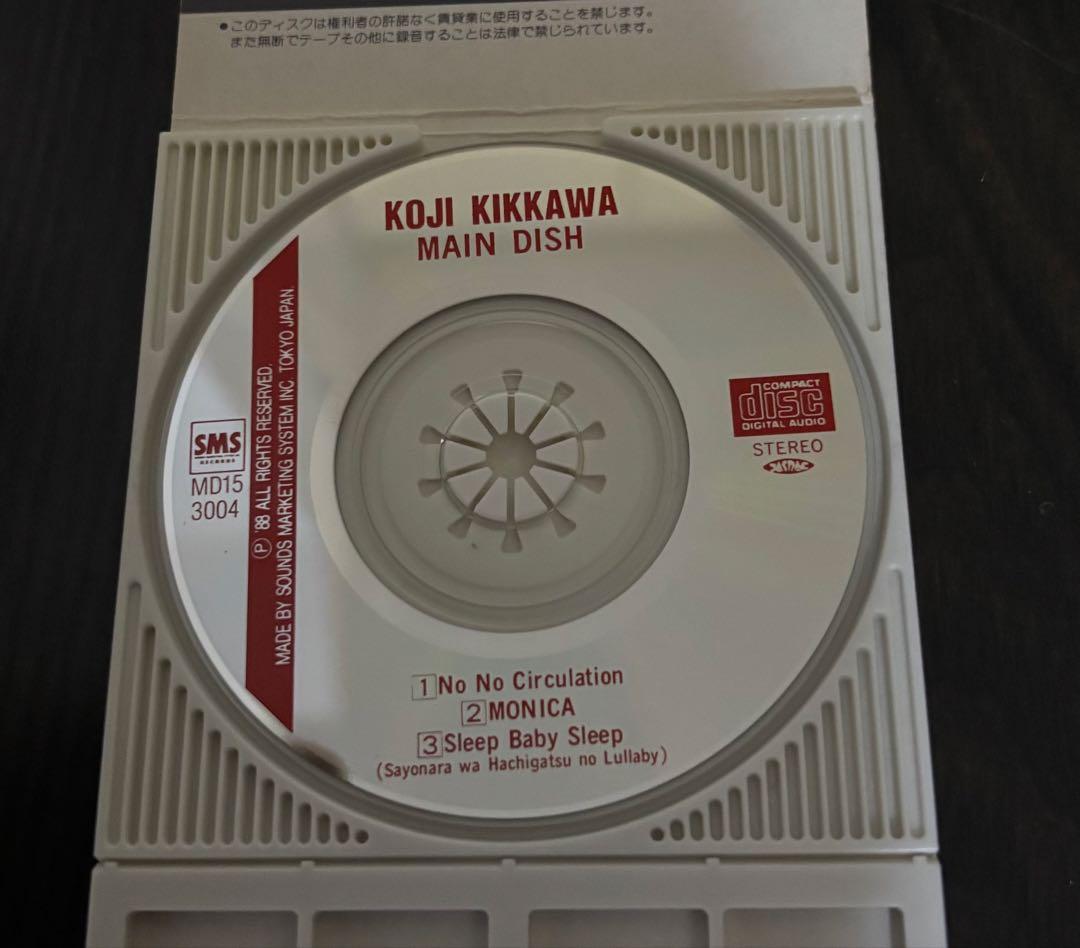 ●このディスクは権利者の許諾なく賃貸業に使用することを禁じます。
また無断でテープその他に録音することは法律で禁じられています。
KOJI KIKKAWA
MAIN DISH
SMS
RECORDS
MD15
3004
Ⓟ '88 ALL RIGHTS RESERVED.
MADE BY SOUNDS MARKETING SYSTEM INC. TOKYO JAPAN.
COMPACT
disc
DIGITAL AUDIO
STEREO
JASRAC
1 No No Circulation
2 MONICA
3 Sleep Baby Sleep
(Sayonara wa Hachigatsu no Lullaby)